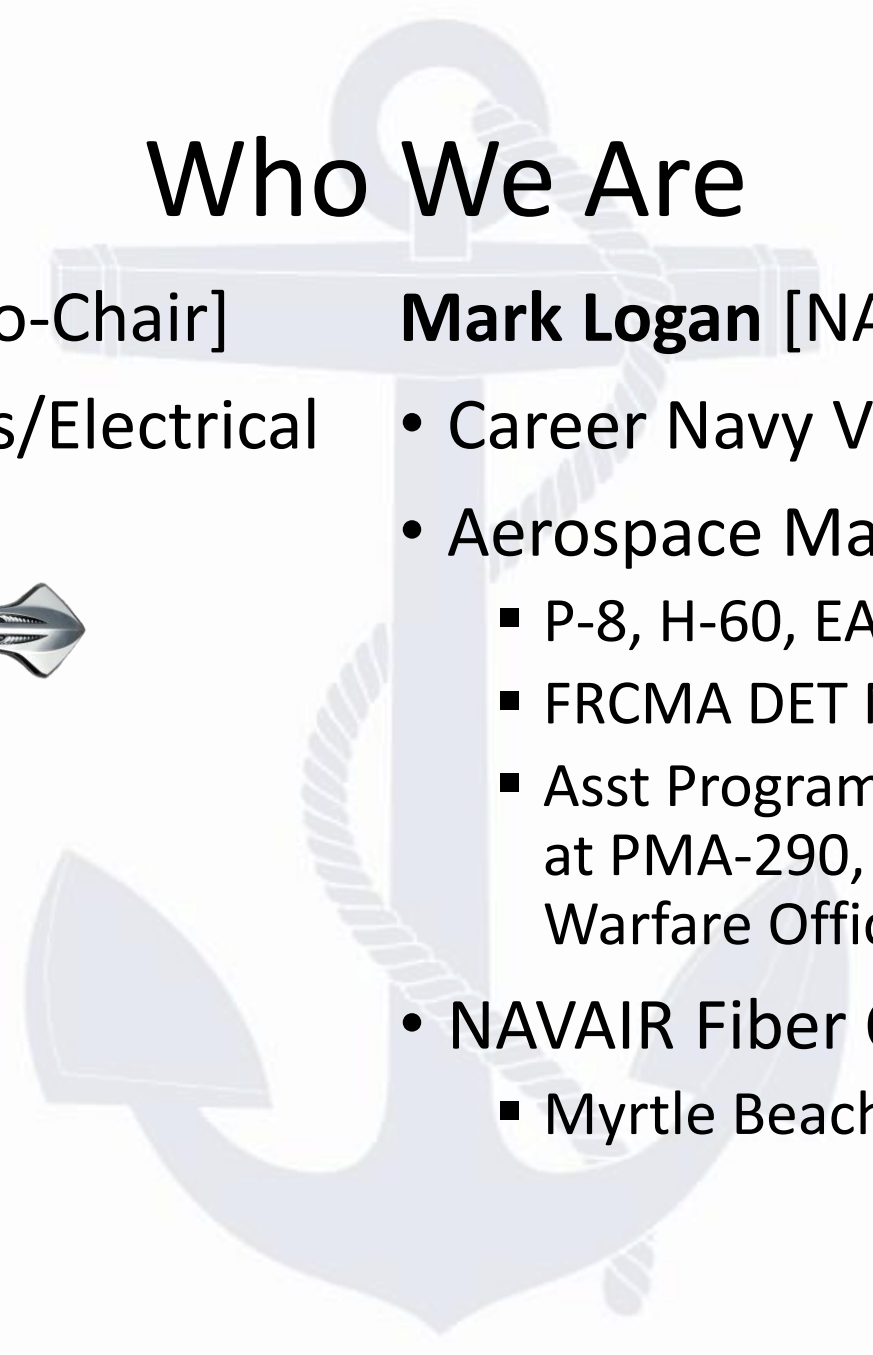 Who We Are
o-Chair]
s/Electrical
Mark Logan [NA
• Career Navy V
• Aerospace Ma
▪ P-8, H-60, EA
▪ FRCMA DET
▪ Asst Program
at PMA-290,
Warfare Offic
• NAVAIR Fiber
▪ Myrtle Beach